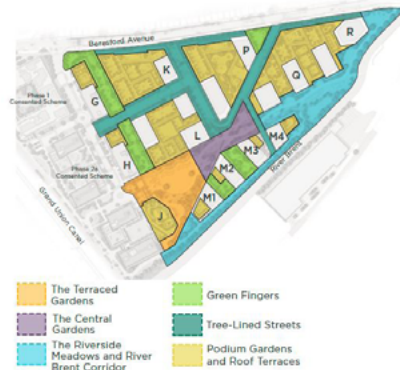 Beresford Avenue
R
P
K
Q
G
Phase 1
Consented Scheme
L
M4
H
M3
River Brent
Phase 2a
Consented Scheme
M2
M1
J
Grand Union Canal
The Terraced
Gardens
Green Fingers
The Central
Gardens
Tree-Lined Streets
The Riverside
Meadows and River
Brent Corridor
Podium Gardens
and Roof Terraces